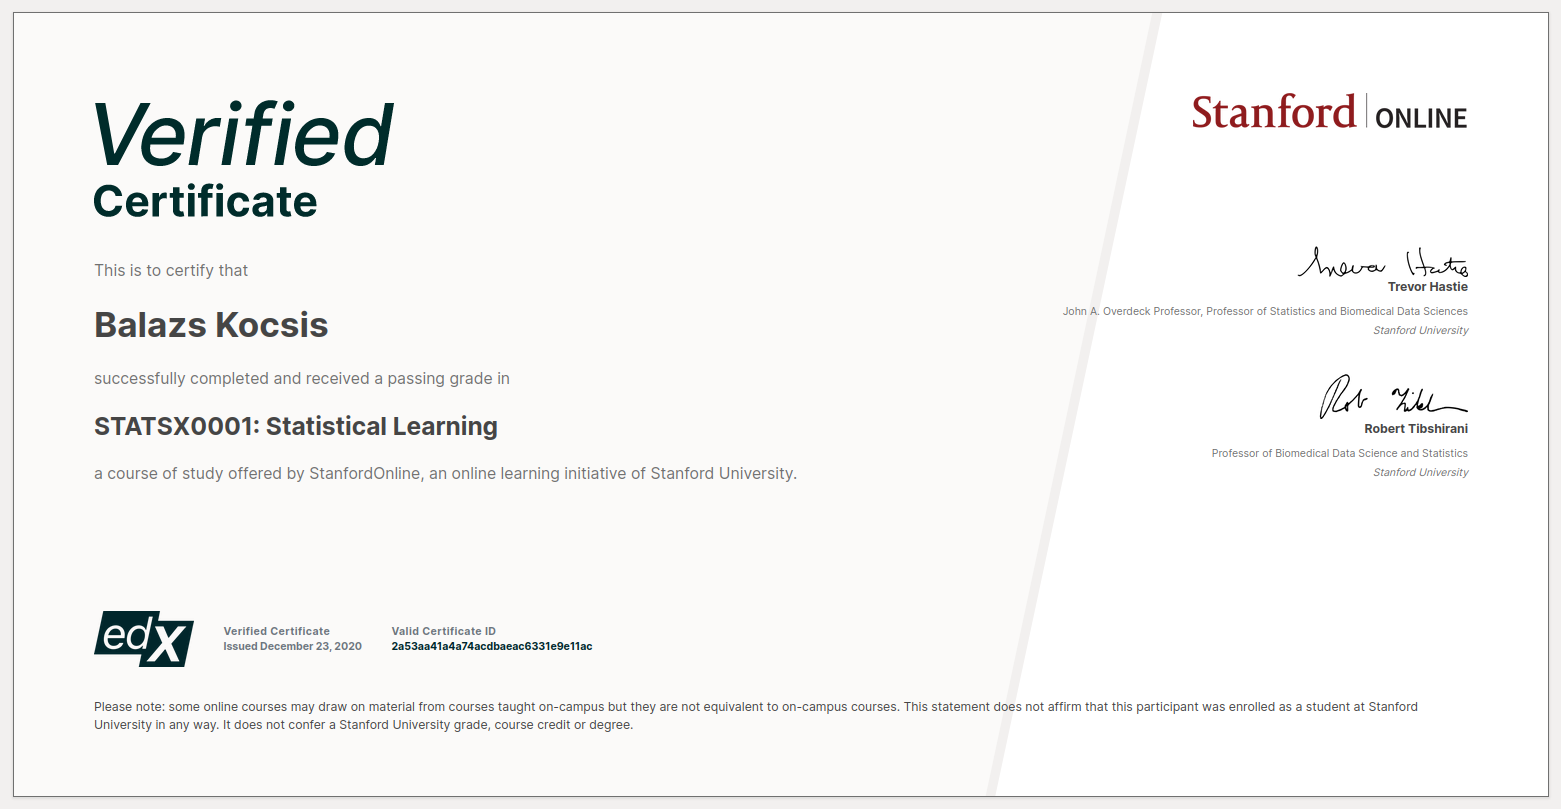 Verified
Certificate
This is to certify that
Balazs Kocsis
successfully completed and received a passing grade in
STATSX0001: Statistical Learning
a course of study offered by StanfordOnline, an online learning initiative of Stanford University.
Stanford ONLINE
Trevor Hastie
Trevor Hastie
John A. Overdeck Professor, Professor of Statistics and Biomedical Data Sciences
Stanford University
Rob Tibshirani
Robert Tibshirani
Professor of Biomedical Data Science and Statistics
Stanford University
edX
Verified Certificate
Issued December 23, 2020
Valid Certificate ID
2a53aa41a4a74acdbaeac6331e9e11ac
Please note: some online courses may draw on material from courses taught on-campus but they are not equivalent to on-campus courses. This statement does not affirm that this participant was enrolled as a student at Stanford
University in any way. It does not confer a Stanford University grade, course credit or degree.